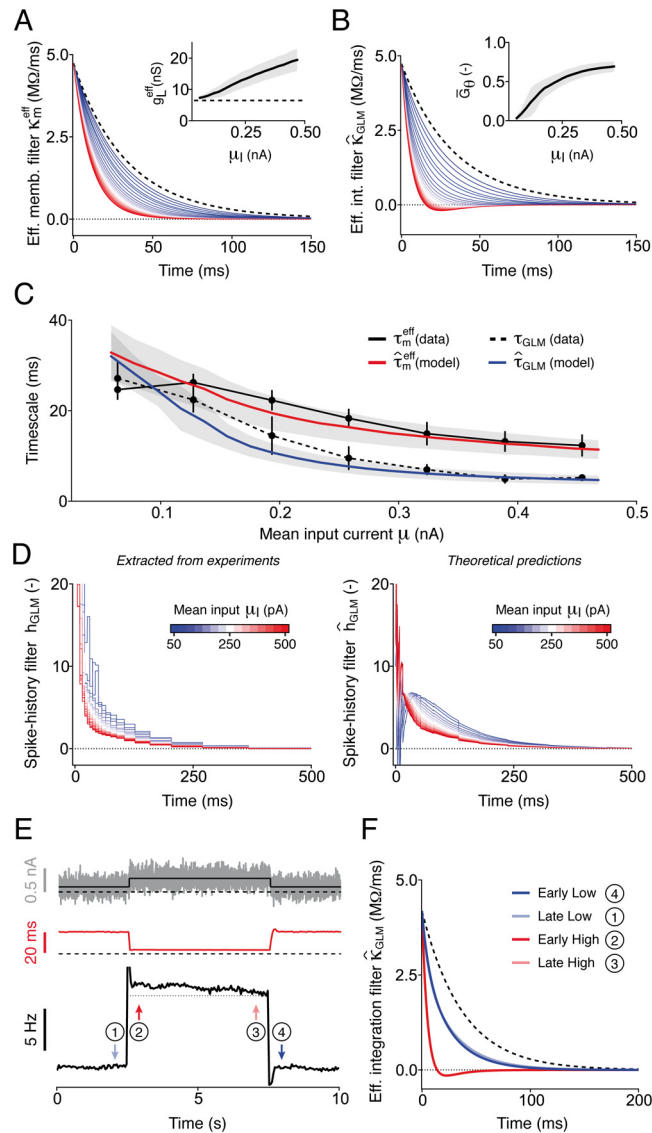 A
5.0
2.5
0.0
Eff. memb. filter κ_m^eff (MΩ/ms)
0
50
100
150
Time (ms)
20
10
0
g_L^eff (nS)
0.25
0.50
μ_I (nA)
B
5.0
2.5
0.0
Eff. int. filter κ̂_GLM (MΩ/ms)
0
50
100
150
Time (ms)
1.0
0.5
0
G̅_θ (-)
0.25
0.50
μ_I (nA)
C
40
20
0
Timescale (ms)
τ_m^eff (data)
τ_GLM (data)
τ̂_m^eff (model)
τ̂_GLM (model)
0.1
0.2
0.3
0.4
0.5
Mean input current μ (nA)
D
Extracted from experiments
20
10
0
Spike-history filter h_GLM (-)
Mean input μ_I (pA)
50
250
500
0
250
500
Time (ms)
Theoretical predictions
20
10
0
Spike-history filter ĥ_GLM (-)
Mean input μ_I (pA)
50
250
500
0
250
500
Time (ms)
E
0.5 nA
20 ms
5 Hz
1
2
3
4
0
5
10
Time (s)
F
5.0
2.5
0.0
Eff. integration filter κ̂_GLM (MΩ/ms)
Early Low 4
Late Low 1
Early High 2
Late High 3
0
100
200
Time (ms)